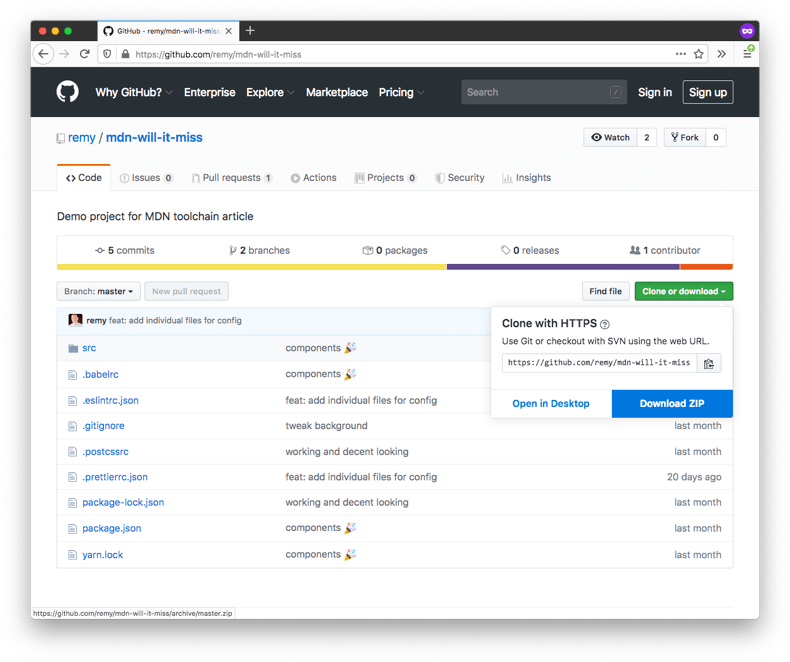 GitHub - remy/mdn-will-it-miss
https://github.com/remy/mdn-will-it-miss
Why GitHub? Enterprise Explore Marketplace Pricing Search / Sign in Sign up
remy / mdn-will-it-miss Watch 2 Fork 0
Code Issues 0 Pull requests 1 Actions Projects 0 Security Insights
Demo project for MDN toolchain article
5 commits 2 branches 0 packages 0 releases 1 contributor
Branch: master New pull request Find file Clone or download
remy feat: add individual files for config
Clone with HTTPS
Use Git or checkout with SVN using the web URL.
https://github.com/remy/mdn-will-it-miss
Open in Desktop Download ZIP
src components 🎉
.babelrc components 🎉
.eslintrc.json feat: add individual files for config
.gitignore tweak background last month
.postcssrc working and decent looking last month
.prettierrc.json feat: add individual files for config 20 days ago
package-lock.json working and decent looking last month
package.json components 🎉 last month
yarn.lock components 🎉 last month
https://github.com/remy/mdn-will-it-miss/archive/master.zip